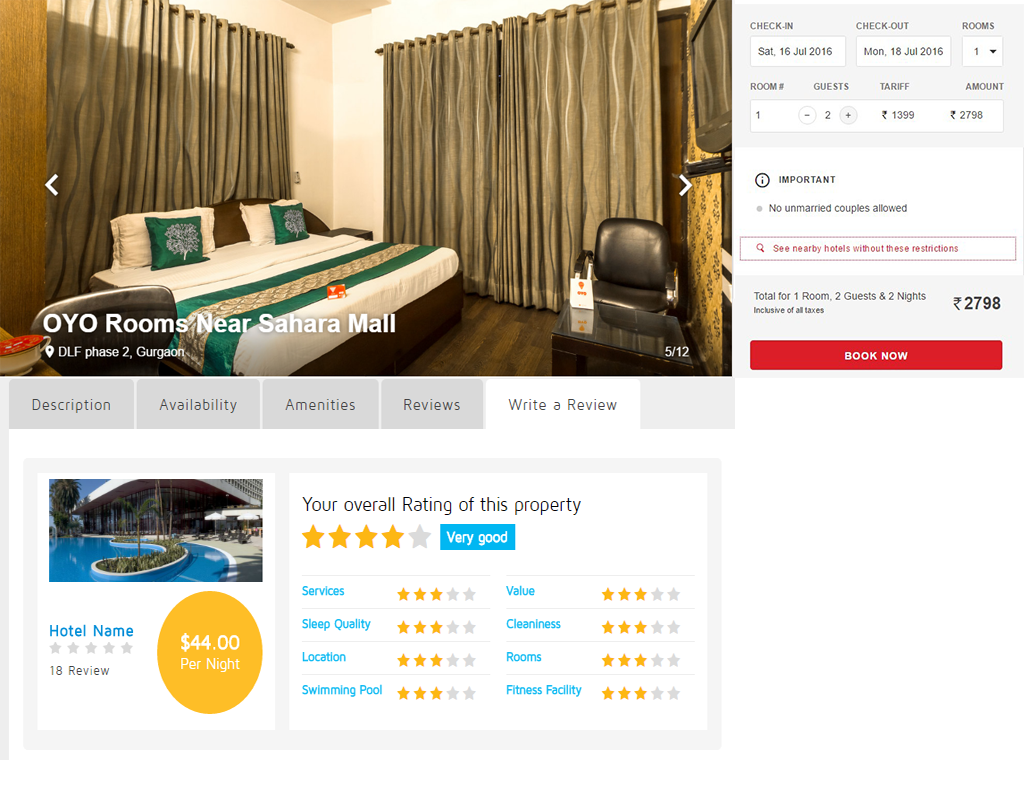 OYO Rooms Near Sahara Mall
DLF phase 2, Gurgaon
5/12
CHECK-IN CHECK-OUT ROOMS
Sat, 16 Jul 2016 Mon, 18 Jul 2016 1
ROOM # GUESTS TARIFF AMOUNT
1 − 2 + ₹ 1399 ₹ 2798
IMPORTANT
No unmarried couples allowed
See nearby hotels without these restrictions
Total for 1 Room, 2 Guests & 2 Nights ₹ 2798
Inclusive of all taxes
BOOK NOW
Description Availability Amenities Reviews Write a Review
Hotel Name
18 Review
$44.00
Per Night
Your overall Rating of this property
Very good
Services Value
Sleep Quality Cleaniness
Location Rooms
Swimming Pool Fitness Facility